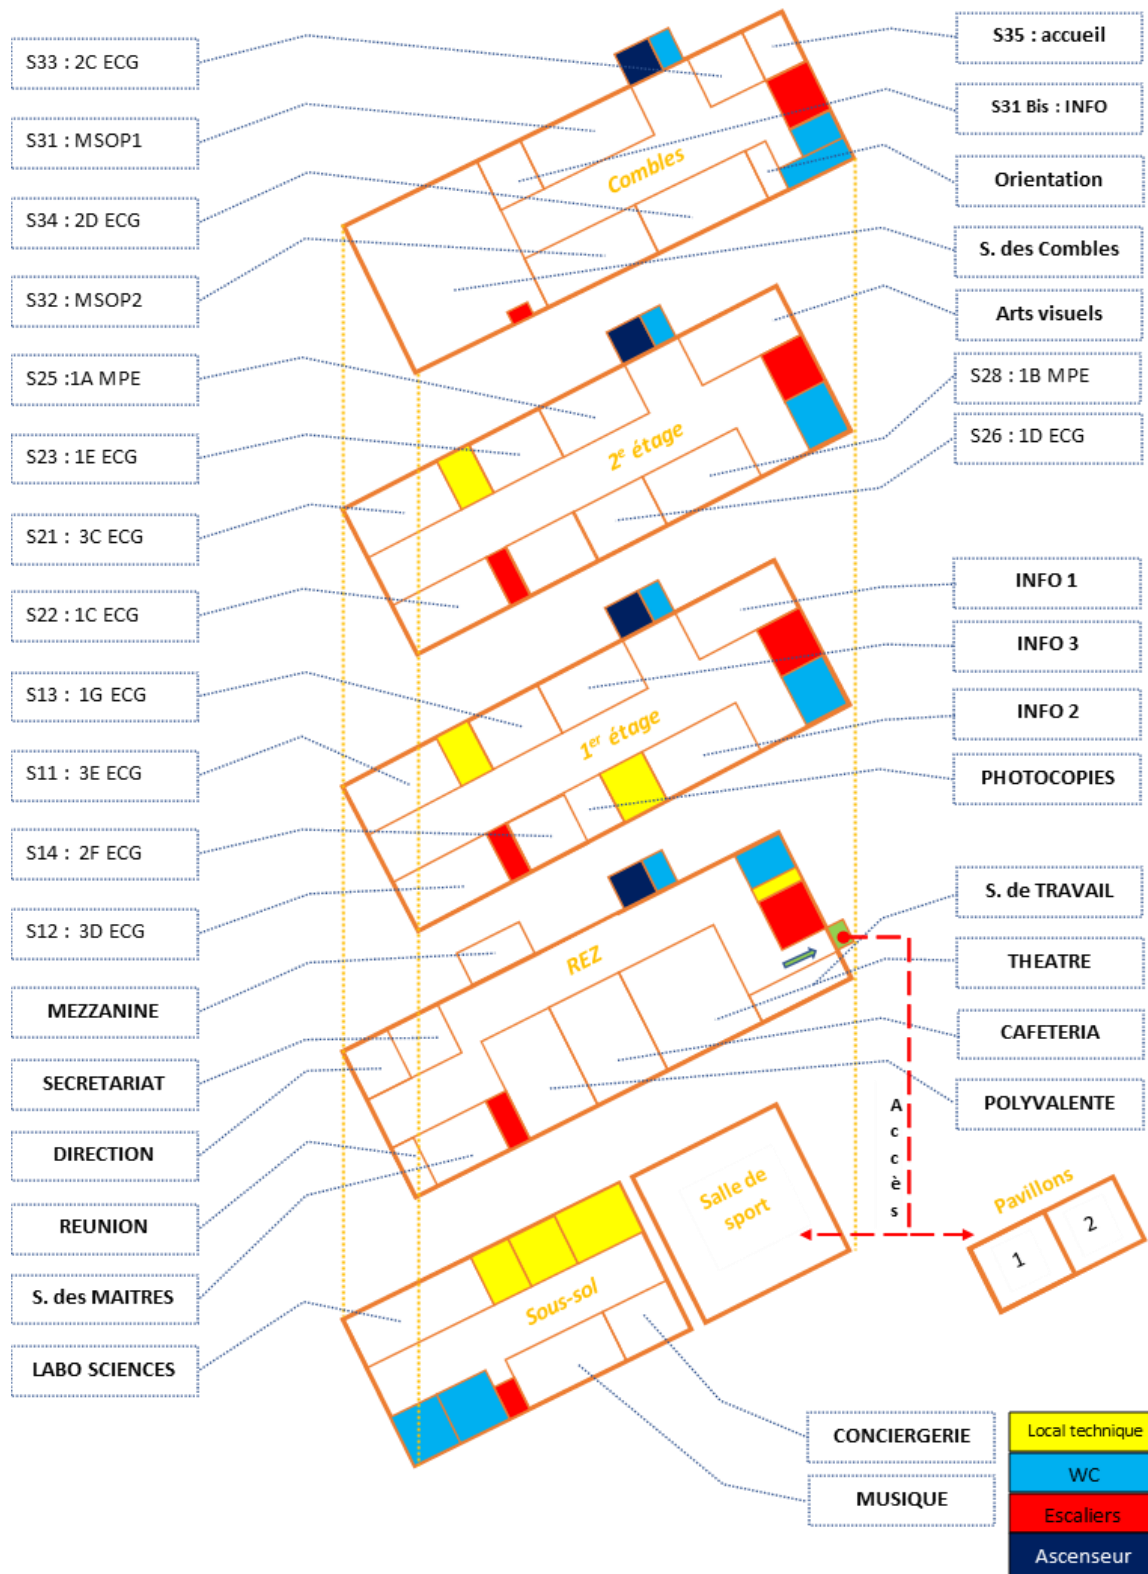 S33 : 2C ECG
S31 : MSOP1
S34 : 2D ECG
S32 : MSOP2
S25 :1A MPE
S23 : 1E ECG
S21 : 3C ECG
S22 : 1C ECG
S13 : 1G ECG
S11 : 3E ECG
S14 : 2F ECG
S12 : 3D ECG
MEZZANINE
SECRETARIAT
DIRECTION
REUNION
S. des MAITRES
LABO SCIENCES
Combles
2e étage
1er étage
REZ
Sous-sol
Salle de
sport
S35 : accueil
S31 Bis : INFO
Orientation
S. des Combles
Arts visuels
S28 : 1B MPE
S26 : 1D ECG
INFO 1
INFO 3
INFO 2
PHOTOCOPIES
S. de TRAVAIL
THEATRE
CAFETERIA
POLYVALENTE
Accès
Pavillons
1
2
CONCIERGERIE
MUSIQUE
Local technique
WC
Escaliers
Ascenseur